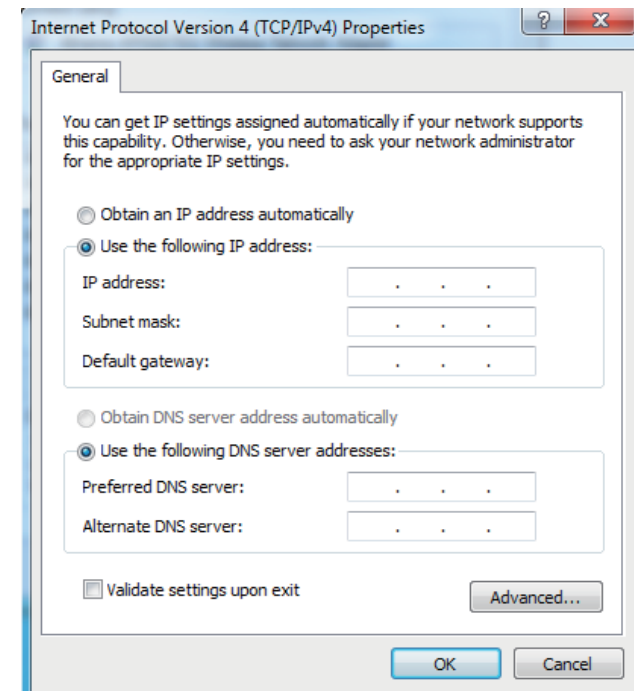 Internet Protocol Version 4 (TCP/IPv4) Properties
General
You can get IP settings assigned automatically if your network supports
this capability. Otherwise, you need to ask your network administrator
for the appropriate IP settings.
Obtain an IP address automatically
Use the following IP address:
IP address:
Subnet mask:
Default gateway:
Obtain DNS server address automatically
Use the following DNS server addresses:
Preferred DNS server:
Alternate DNS server:
Validate settings upon exit
Advanced...
OK
Cancel